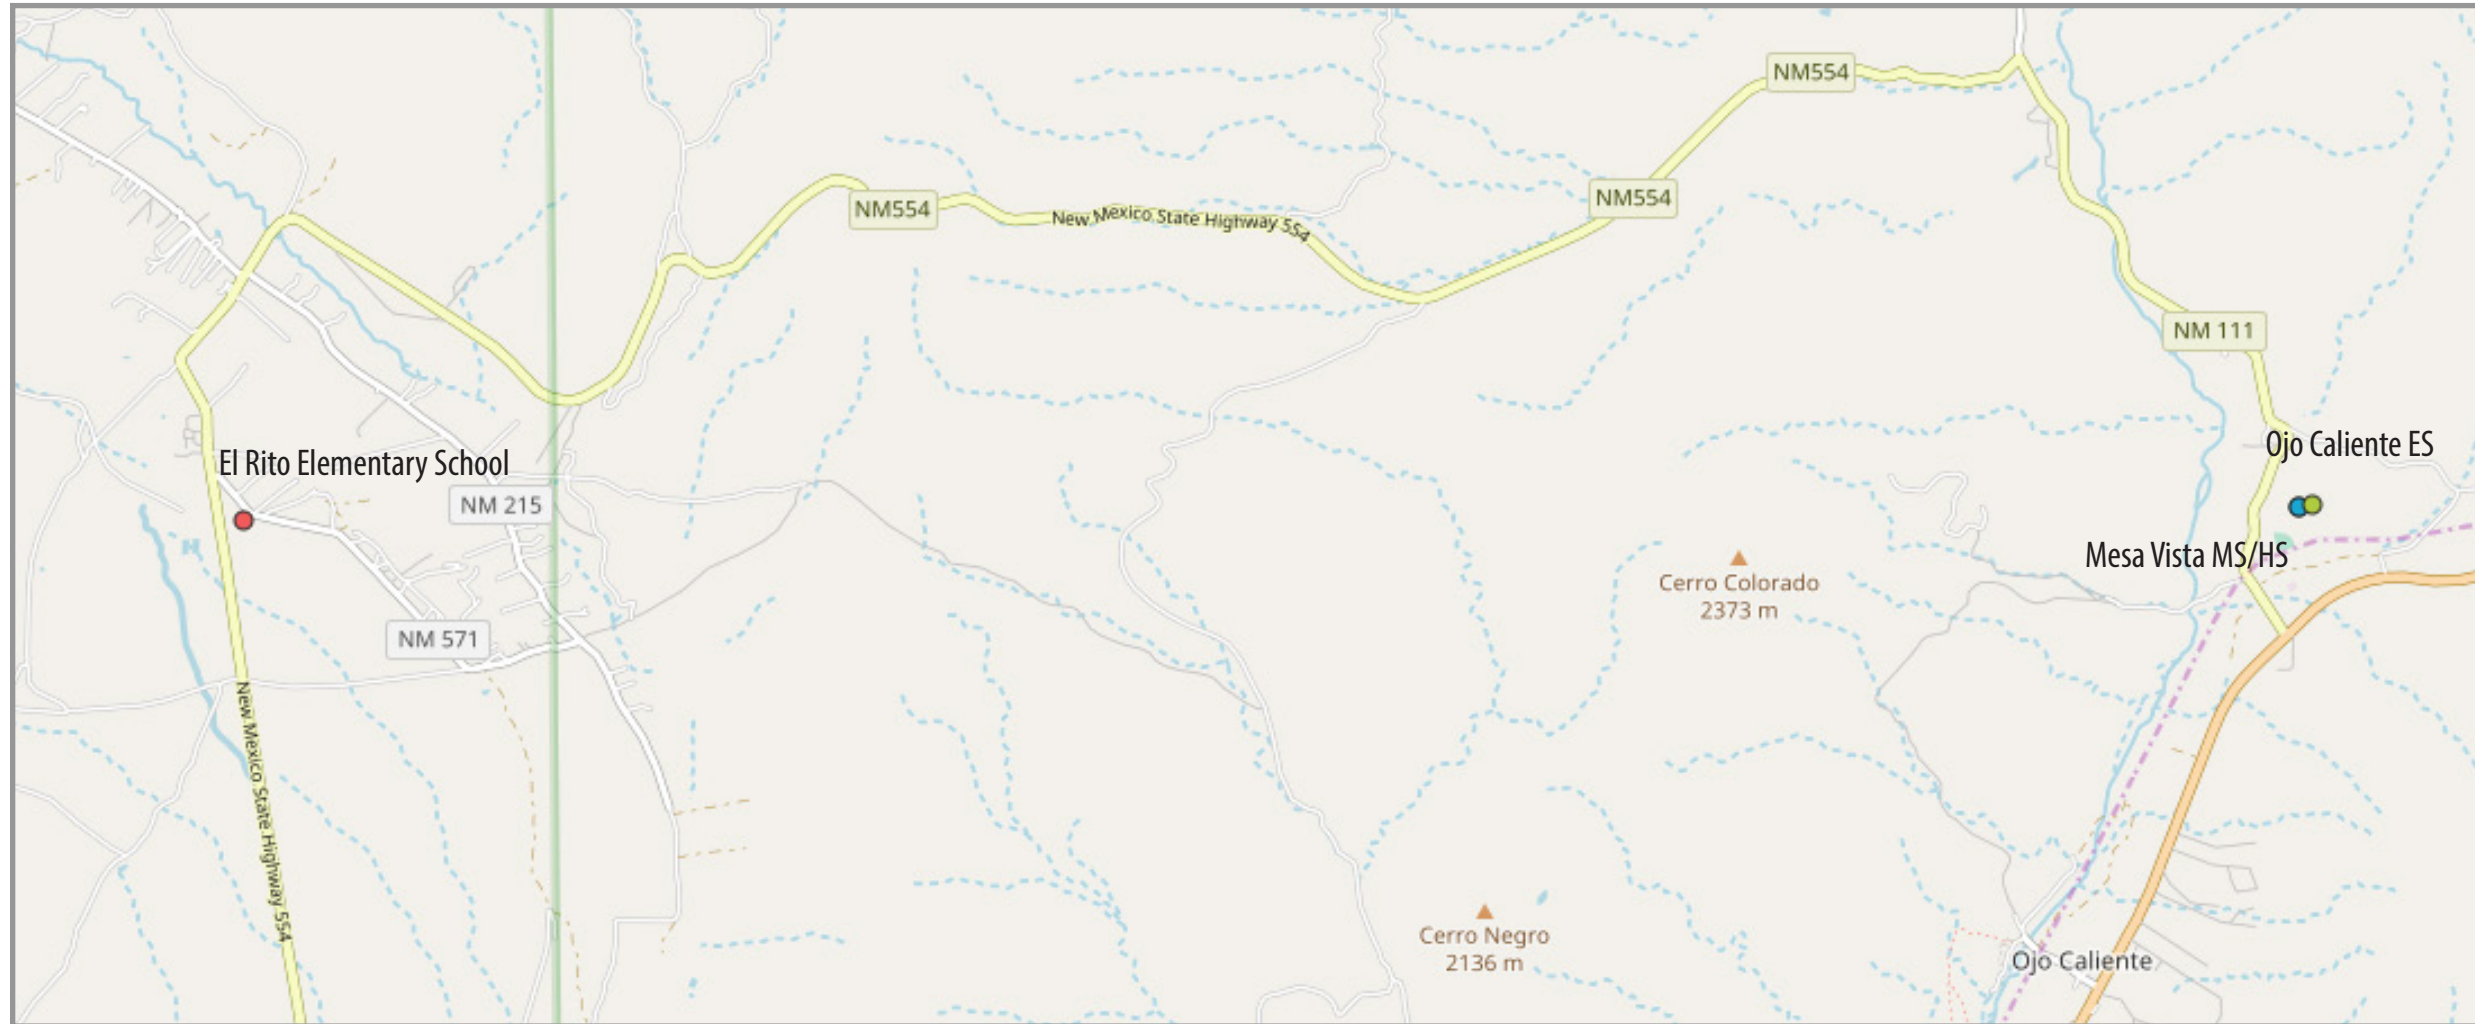 NM554
NM554
NM554
New Mexico State Highway 554
NM 111
Ojo Caliente ES
El Rito Elementary School
NM 215
Mesa Vista MS/HS
Cerro Colorado
2373 m
NM 571
New Mexico State Highway 554
Cerro Negro
2136 m
Ojo Caliente